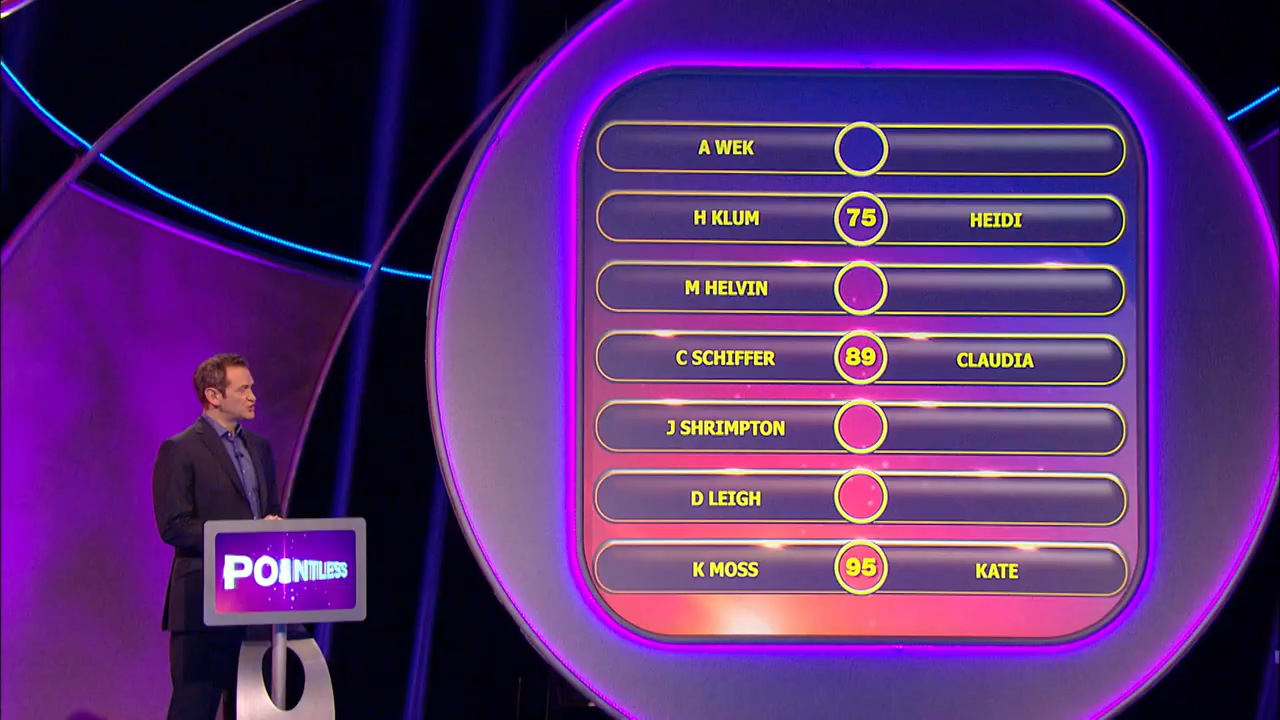 A WEK
H KLUM 75 HEIDI
M HELVIN
C SCHIFFER 89 CLAUDIA
J SHRIMPTON
D LEIGH
K MOSS 95 KATE
POINTLESS